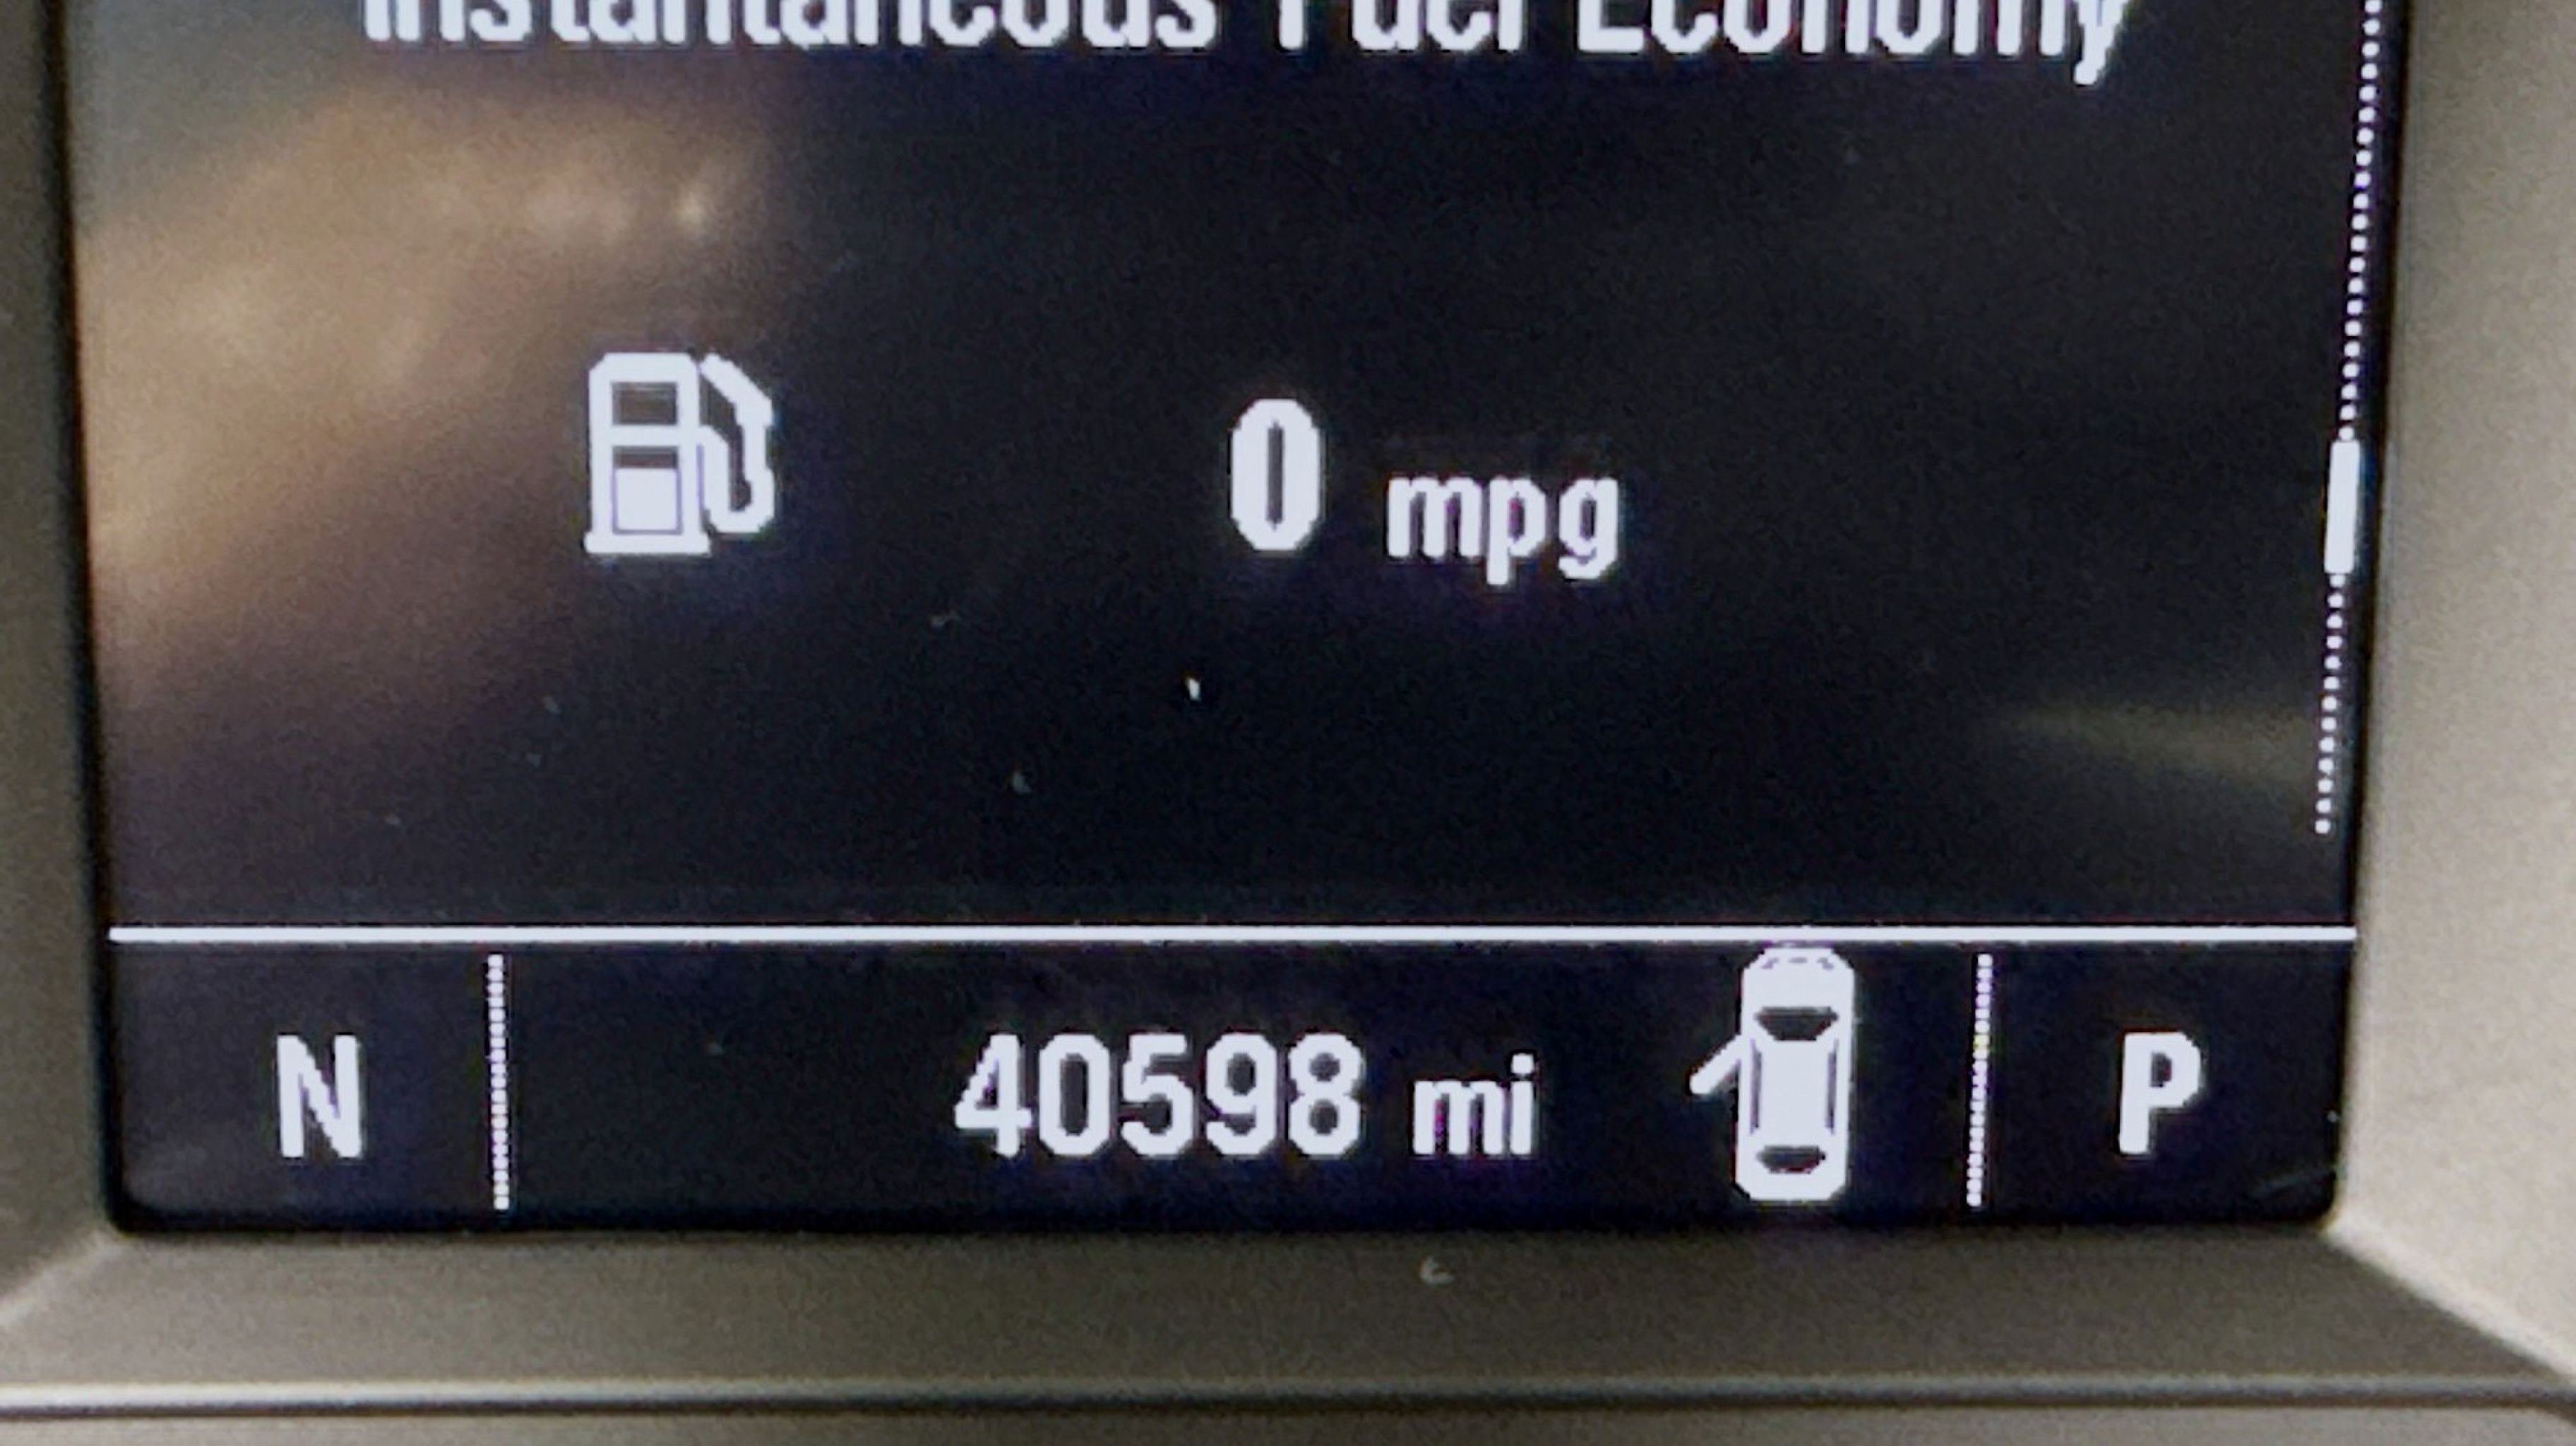 Instantaneous Fuel Economy
0 mpg
N 40598 mi P